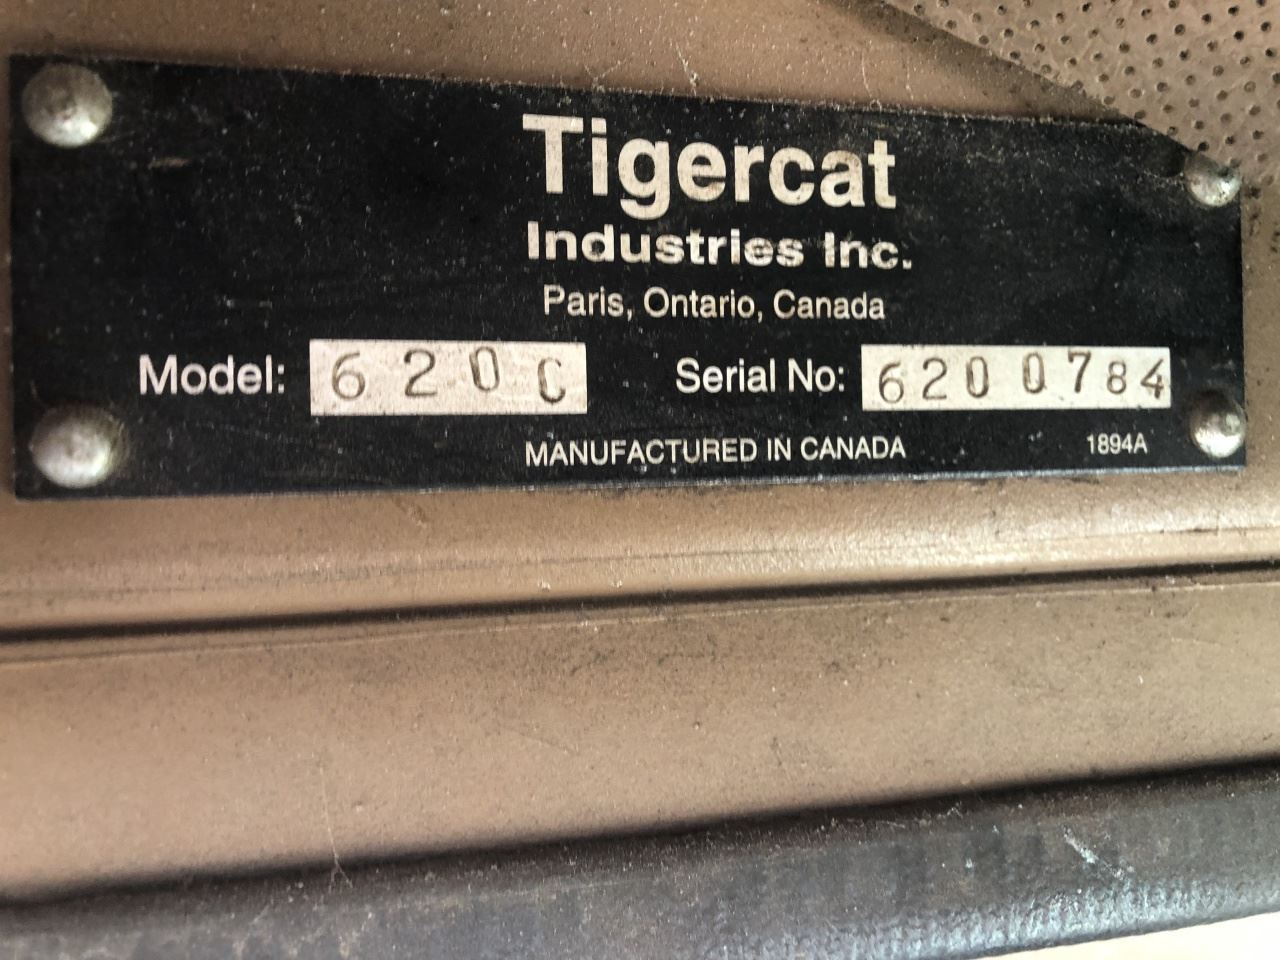 Tigercat
Industries Inc.
Paris, Ontario, Canada
Model: 620C Serial No: 6200784
MANUFACTURED IN CANADA 1894A